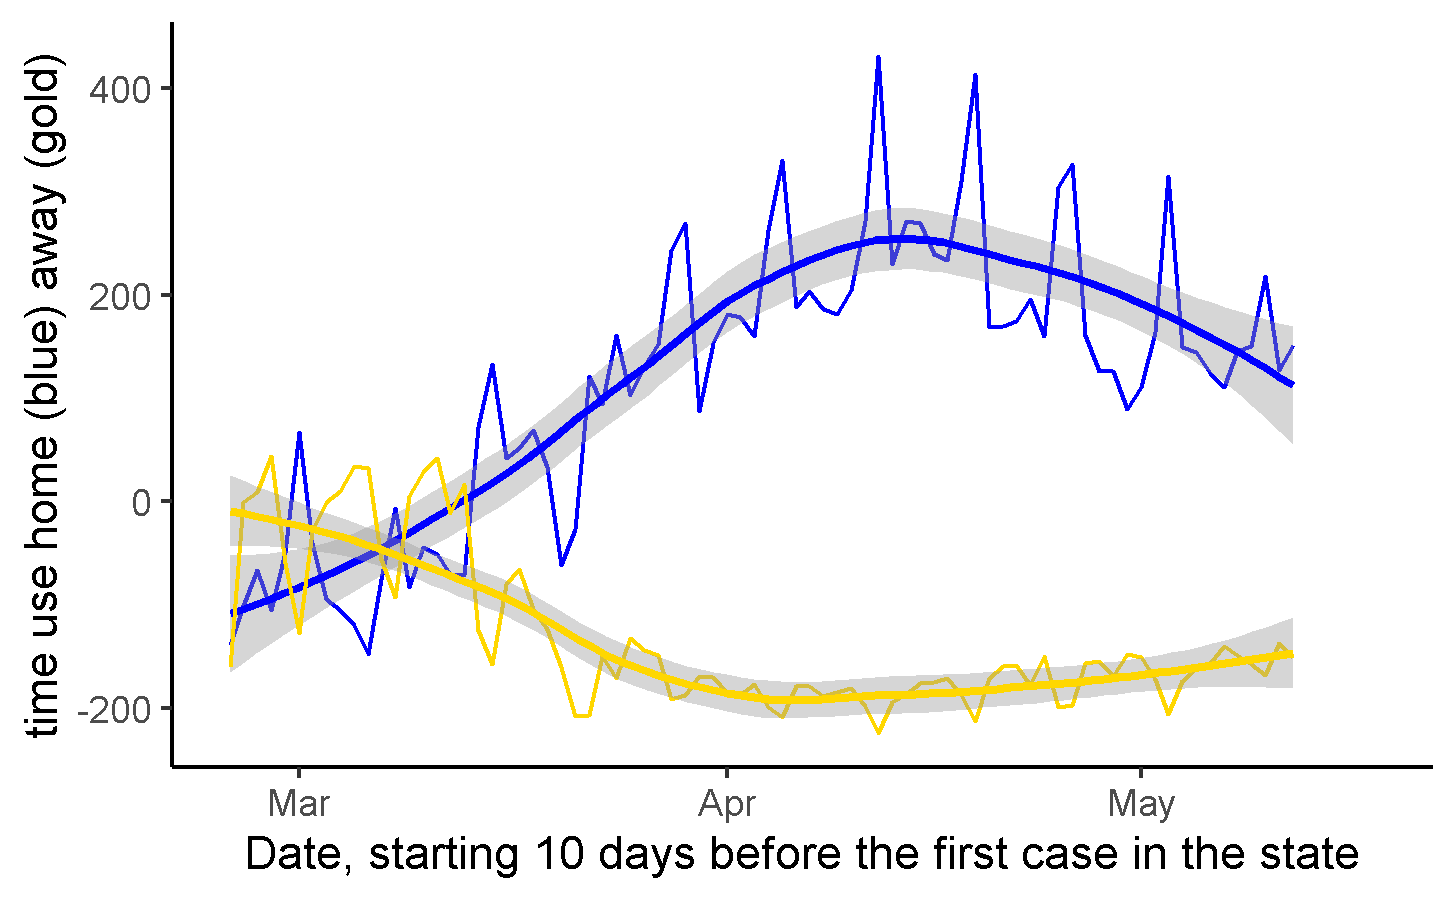 time use home (blue) away (gold)
400
200
0
-200
Mar Apr May
Date, starting 10 days before the first case in the state